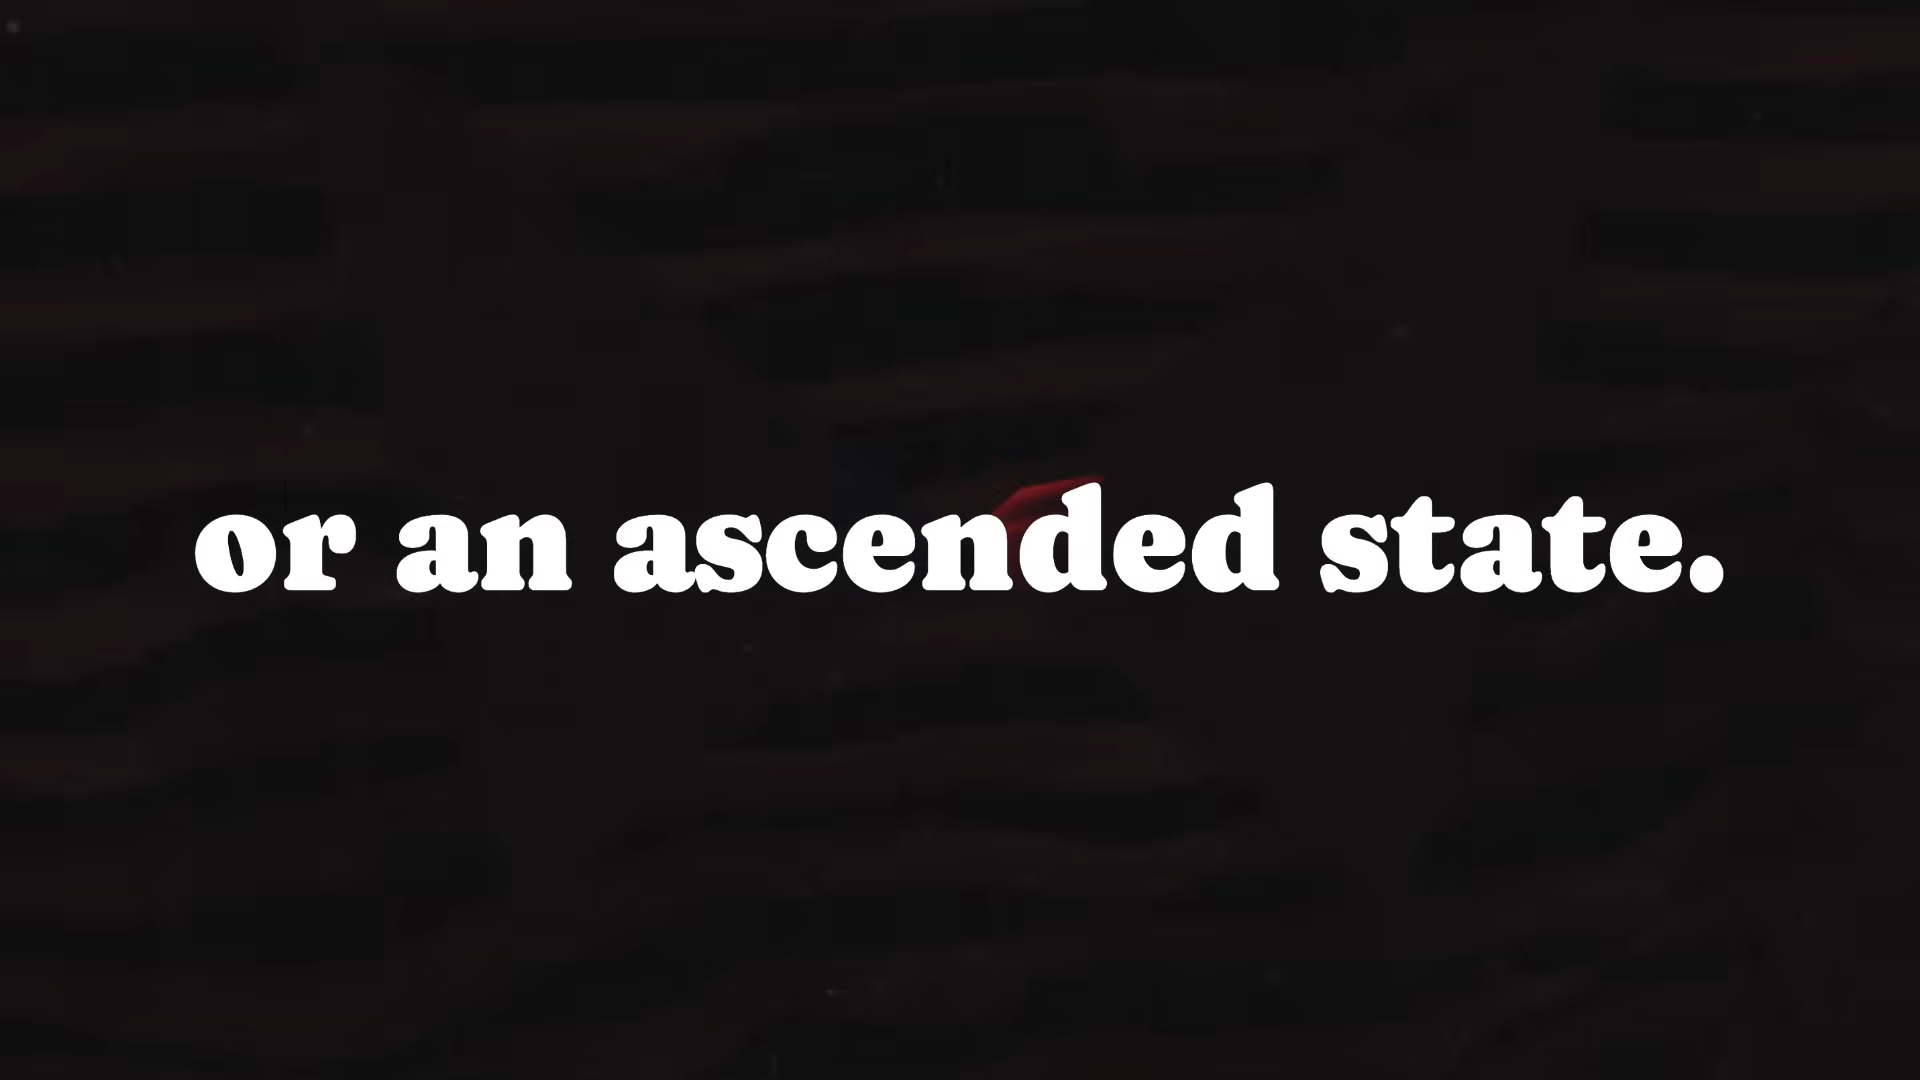 or an ascended state.